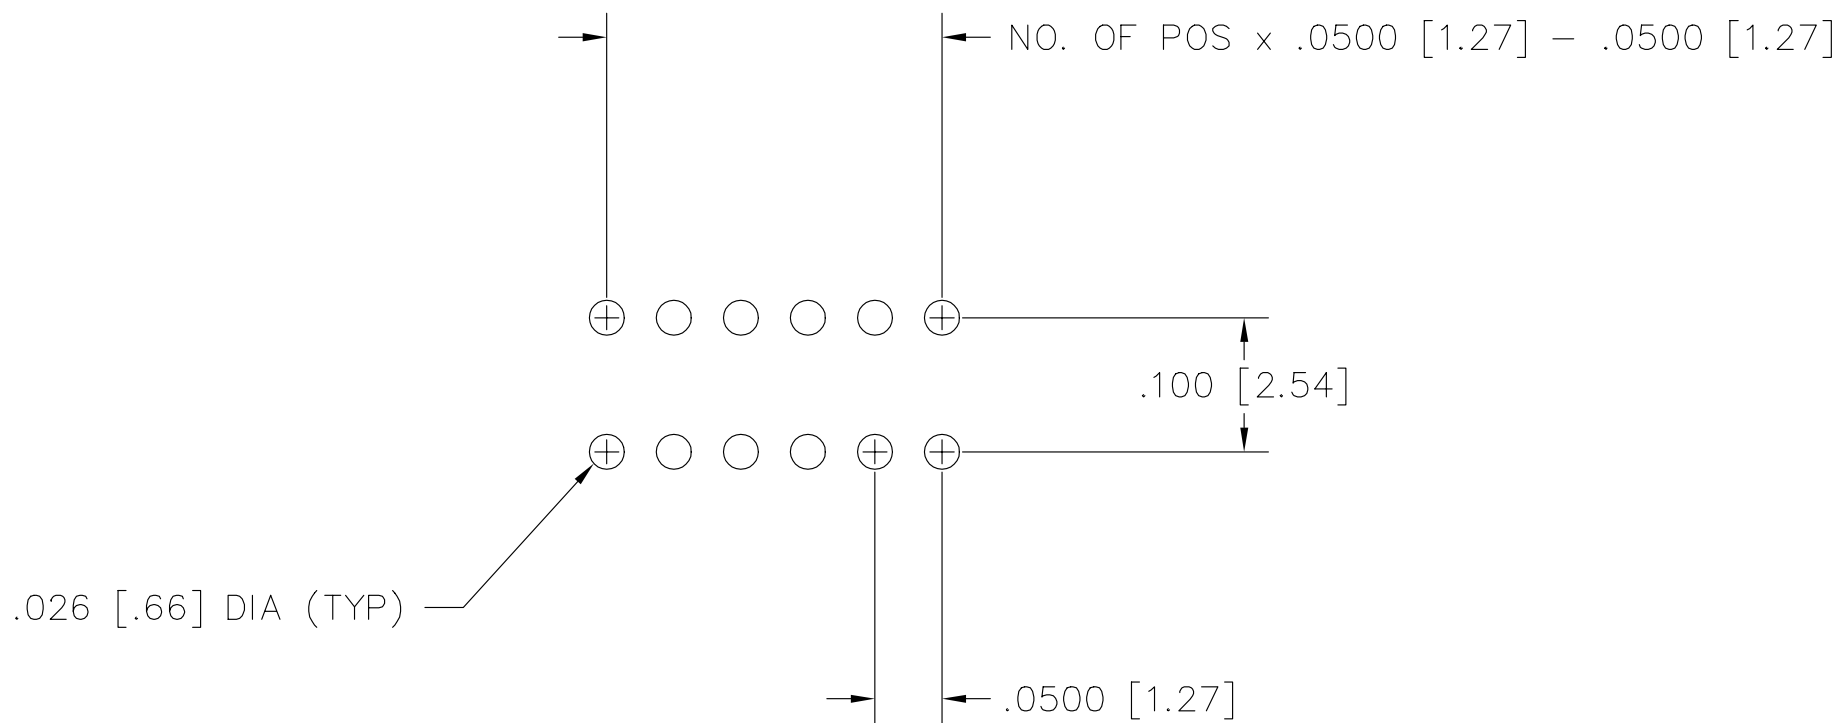 NO. OF POS x .0500 [1.27] - .0500 [1.27]
.100 [2.54]
.026 [.66] DIA (TYP)
.0500 [1.27]